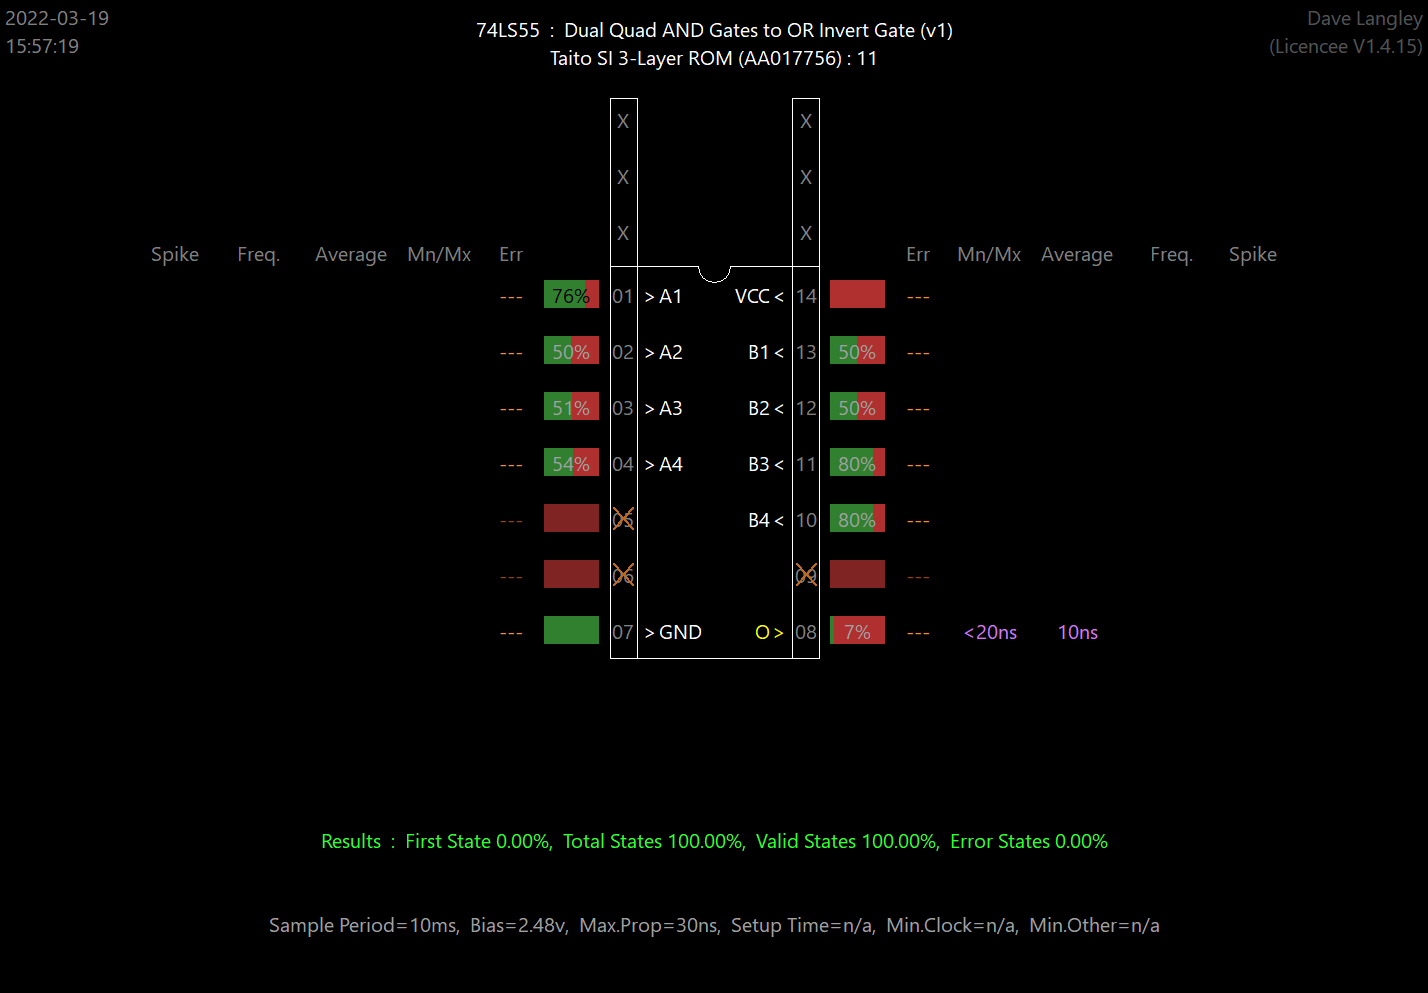 2022-03-19
15:57:19
74LS55 : Dual Quad AND Gates to OR Invert Gate (v1)
Taito SI 3-Layer ROM (AA017756) : 11
Dave Langley
(Licencee V1.4.15)
X X
X X
X X
Spike Freq. Average Mn/Mx Err Err Mn/Mx Average Freq. Spike
--- 76% 01 > A1 VCC < 14 ---
--- 50% 02 > A2 B1 < 13 50% ---
--- 51% 03 > A3 B2 < 12 50% ---
--- 54% 04 > A4 B3 < 11 80% ---
--- 05 B4 < 10 80% ---
--- 06 09 ---
--- 07 > GND O > 08 7% --- <20ns 10ns
Results : First State 0.00%, Total States 100.00%, Valid States 100.00%, Error States 0.00%
Sample Period=10ms, Bias=2.48v, Max.Prop=30ns, Setup Time=n/a, Min.Clock=n/a, Min.Other=n/a